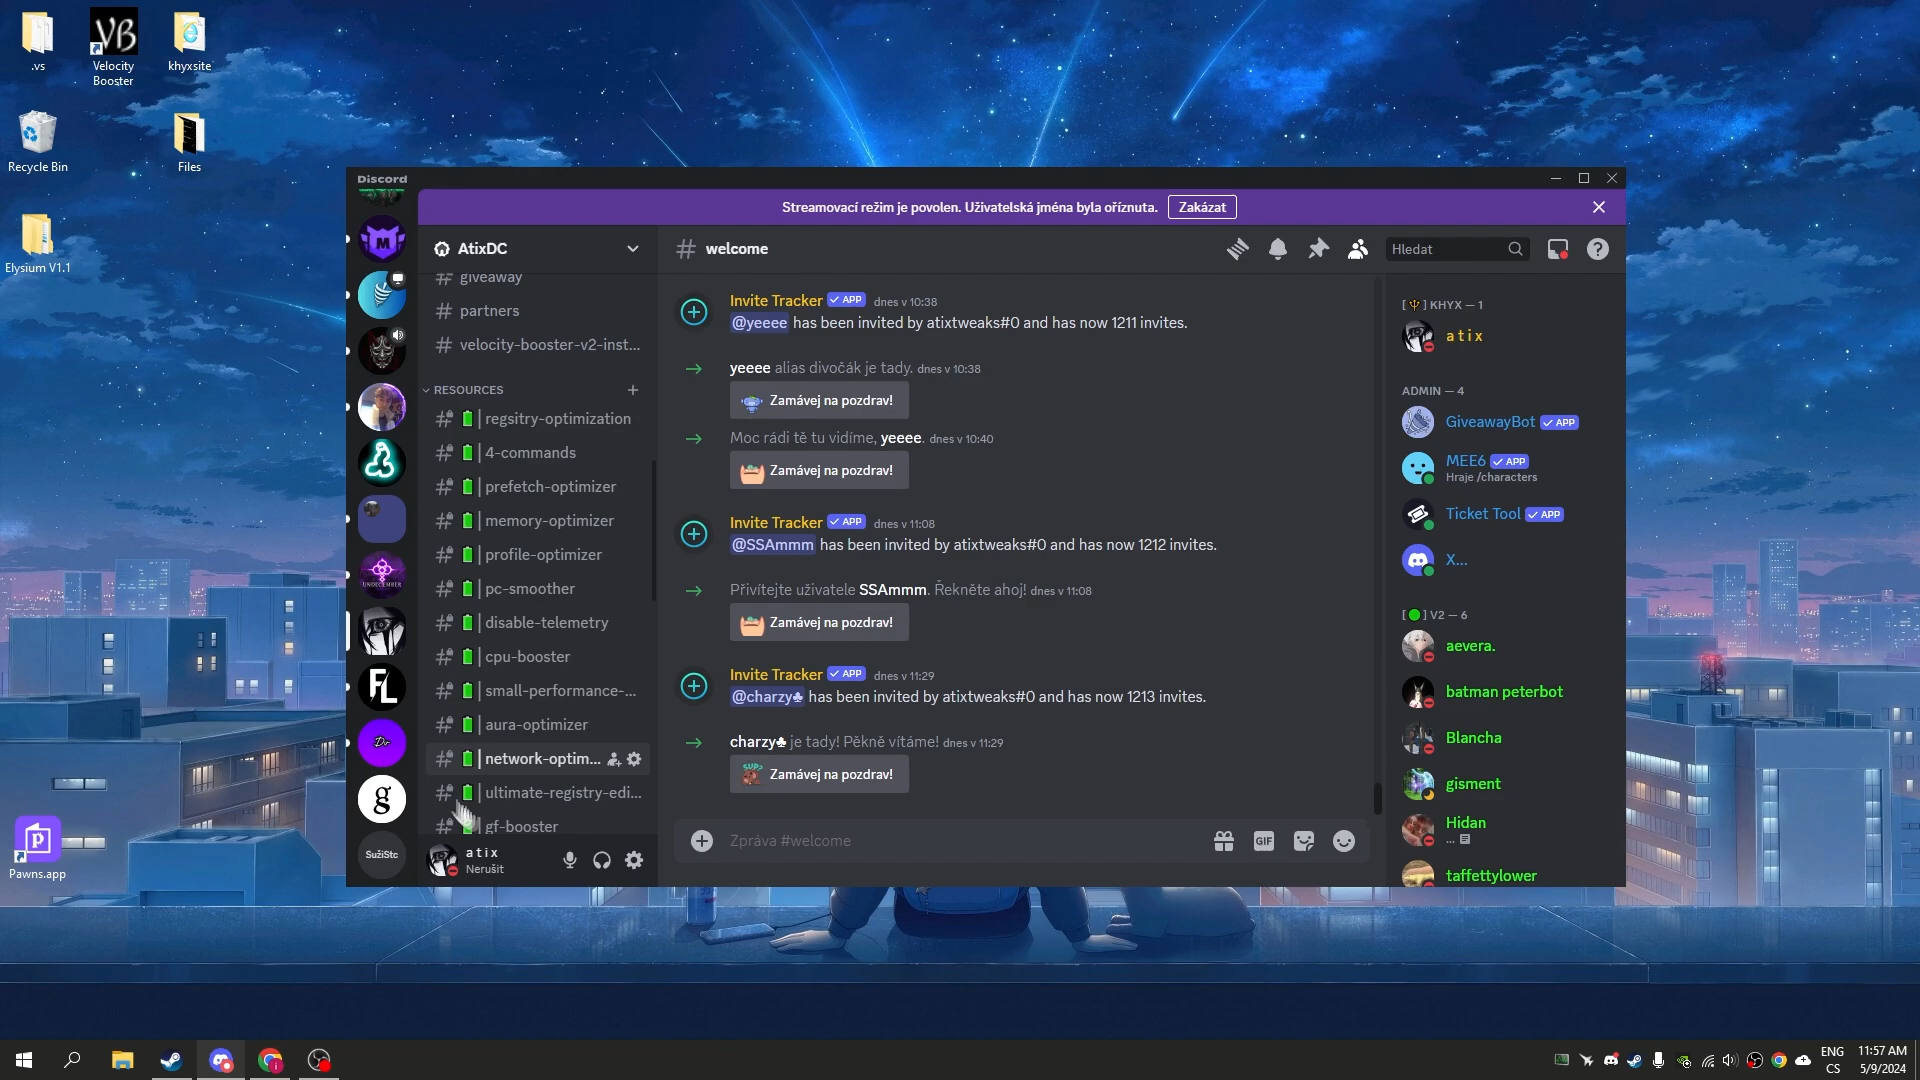 .vs
Velocity
Booster
khyxsite
Recycle Bin
Files
Elysium V1.1
Pawns.app
Discord
Streamovací režim je povolen. Uživatelská jména byla oříznuta.
Zakázat
AtixDC
welcome
Hledat
giveaway
partners
velocity-booster-v2-inst...
RESOURCES
| regsitry-optimization
| 4-commands
| prefetch-optimizer
| memory-optimizer
| profile-optimizer
| pc-smoother
| disable-telemetry
| cpu-booster
| small-performance-...
| aura-optimizer
| network-optim...
| ultimate-registry-edi...
| gf-booster
UNDECEMBER
FL
Dv
g
SužiStc
a t i x
Nerušit
Invite Tracker ✓ APP dnes v 10:38
@yeeee has been invited by atixtweaks#0 and has now 1211 invites.
yeeee alias divočák je tady. dnes v 10:38
Zamávej na pozdrav!
Moc rádi tě tu vidíme, yeeee. dnes v 10:40
Zamávej na pozdrav!
Invite Tracker ✓ APP dnes v 11:08
@SSAmmm has been invited by atixtweaks#0 and has now 1212 invites.
Přivítejte uživatele SSAmmm. Řekněte ahoj! dnes v 11:08
Zamávej na pozdrav!
Invite Tracker ✓ APP dnes v 11:29
@charzy♣ has been invited by atixtweaks#0 and has now 1213 invites.
charzy♣ je tady! Pěkně vítáme! dnes v 11:29
Zamávej na pozdrav!
Zpráva #welcome
GIF
[ 🔱 ] KHYX — 1
a t i x
ADMIN — 4
GiveawayBot ✓ APP
MEE6 ✓ APP
Hraje /characters
Ticket Tool ✓ APP
X...
[ 🟢 ] V2 — 6
aevera.
batman peterbot
Blancha
gisment
Hidan
...
taffettylower
ENG
CS
11:57 AM
5/9/2024